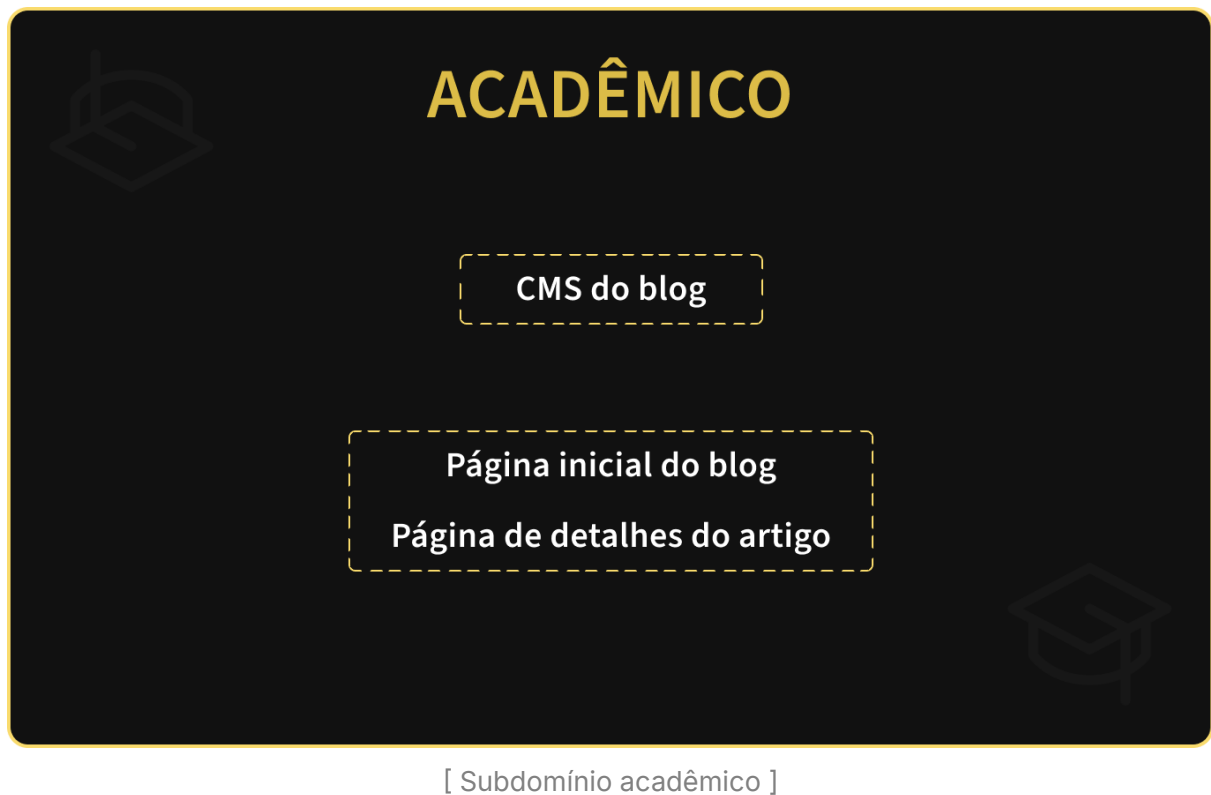 ACADÊMICO
CMS do blog
Página inicial do blog
Página de detalhes do artigo
[ Subdomínio acadêmico ]